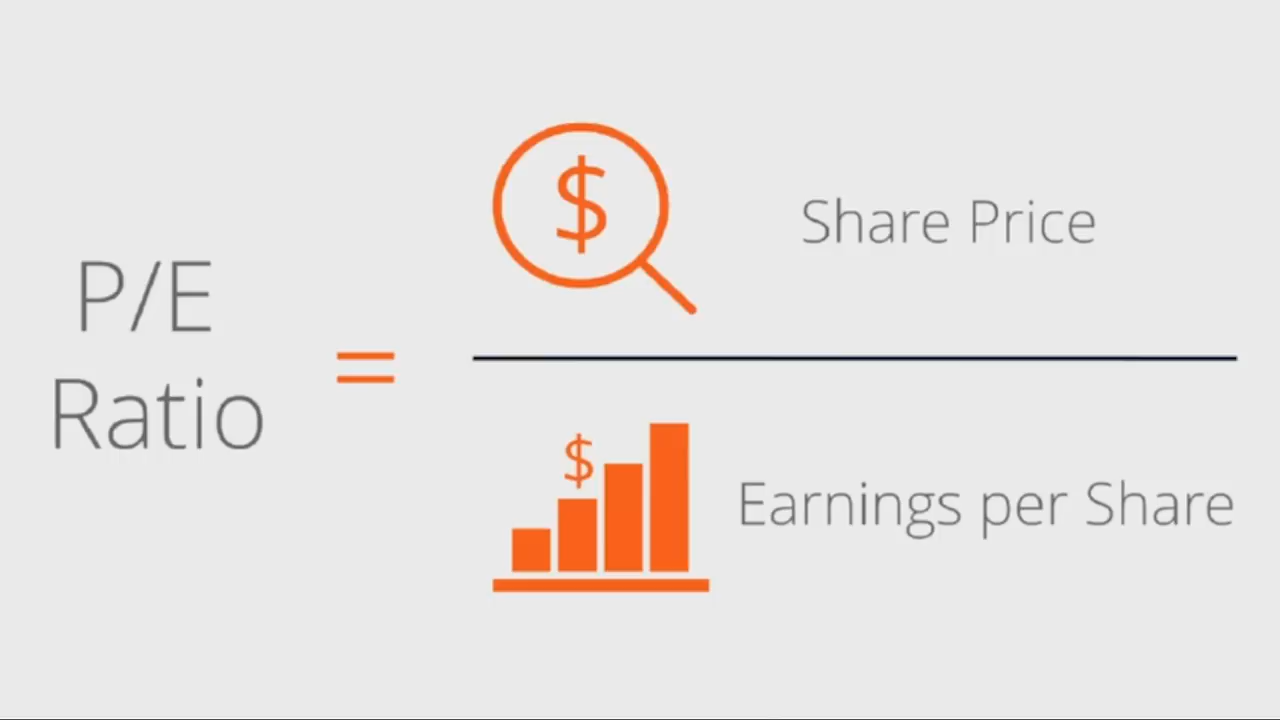 P/E
Ratio
=
$
Share Price
$
Earnings per Share